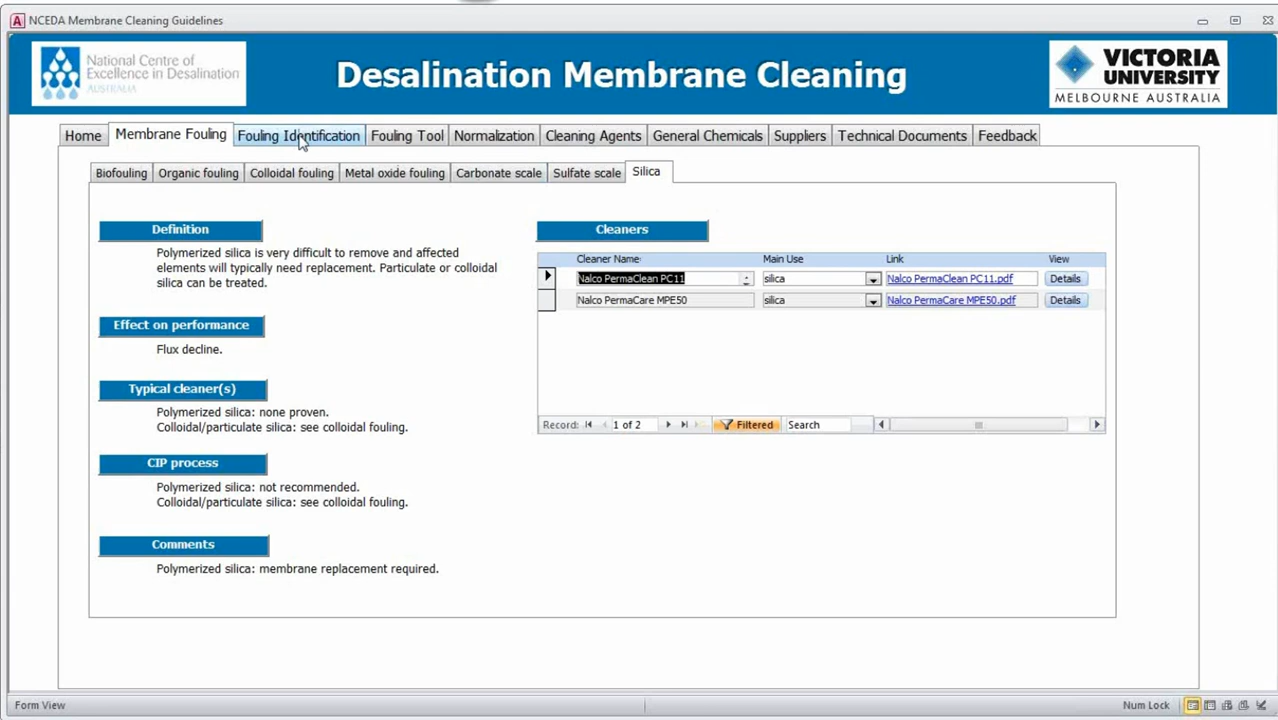 NCEDA Membrane Cleaning Guidelines
National Centre of
Excellence in Desalination
AUSTRALIA
Desalination Membrane Cleaning
VICTORIA
UNIVERSITY
MELBOURNE AUSTRALIA
Home Membrane Fouling Fouling Identification Fouling Tool Normalization Cleaning Agents General Chemicals Suppliers Technical Documents Feedback
Biofouling Organic fouling Colloidal fouling Metal oxide fouling Carbonate scale Sulfate scale Silica
Definition
Polymerized silica is very difficult to remove and affected
elements will typically need replacement. Particulate or colloidal
silica can be treated.
Effect on performance
Flux decline.
Typical cleaner(s)
Polymerized silica: none proven.
Colloidal/particulate silica: see colloidal fouling.
CIP process
Polymerized silica: not recommended.
Colloidal/particulate silica: see colloidal fouling.
Comments
Polymerized silica: membrane replacement required.
Cleaners
Cleaner Name Main Use Link View
Nalco PermaClean PC11 silica Nalco PermaClean PC11.pdf Details
Nalco PermaCare MPE50 silica Nalco PermaCare MPE50.pdf Details
Record: 1 of 2 Filtered Search
Form View Num Lock